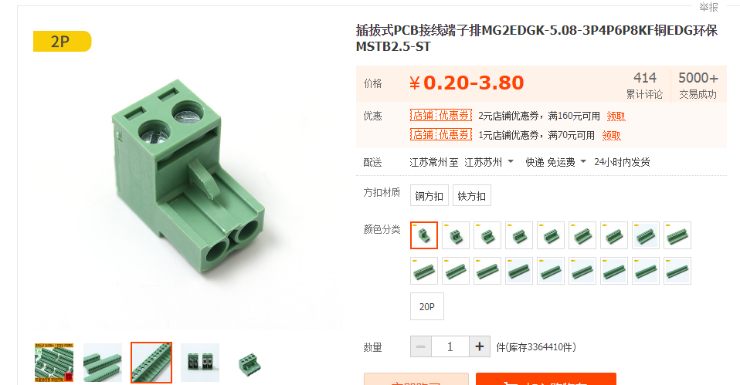 举报
2P
插拔式PCB接线端子排MG2EDGK-5.08-3P4P6P8KF铜EDG环保
MSTB2.5-ST
价格 ¥0.20-3.80 414 累计评论 5000+ 交易成功
优惠 店铺优惠券 2元店铺优惠券，满160元可用 领取
店铺优惠券 1元店铺优惠券，满70元可用 领取
配送 江苏常州 至 江苏苏州 快递 免运费 24小时内发货
方扣材质 铜方扣 铁方扣
颜色分类
20P
数量 1 件(库存3364410件)